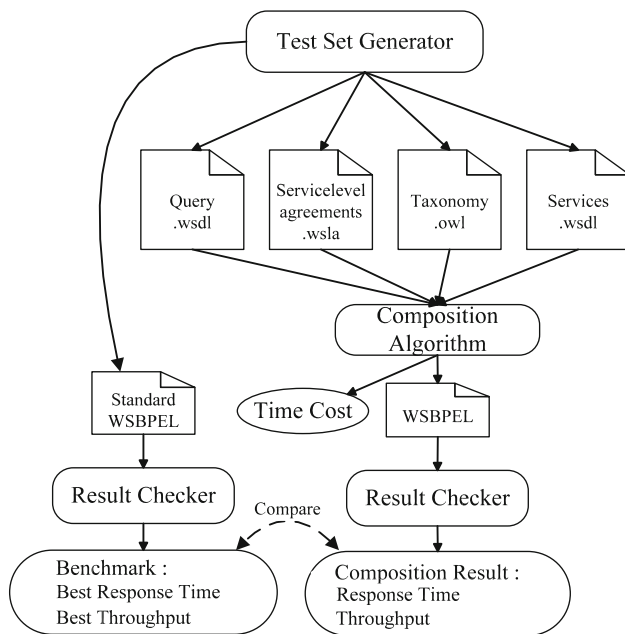 Test Set Generator
Query
.wsdl
Servicelevel
agreements
.wsla
Taxonomy
.owl
Services
.wsdl
Composition
Algorithm
Standard
WSBPEL
Time Cost
WSBPEL
Result Checker
Result Checker
Compare
Benchmark :
Best Response Time
Best Throughput
Composition Result :
Response Time
Throughput